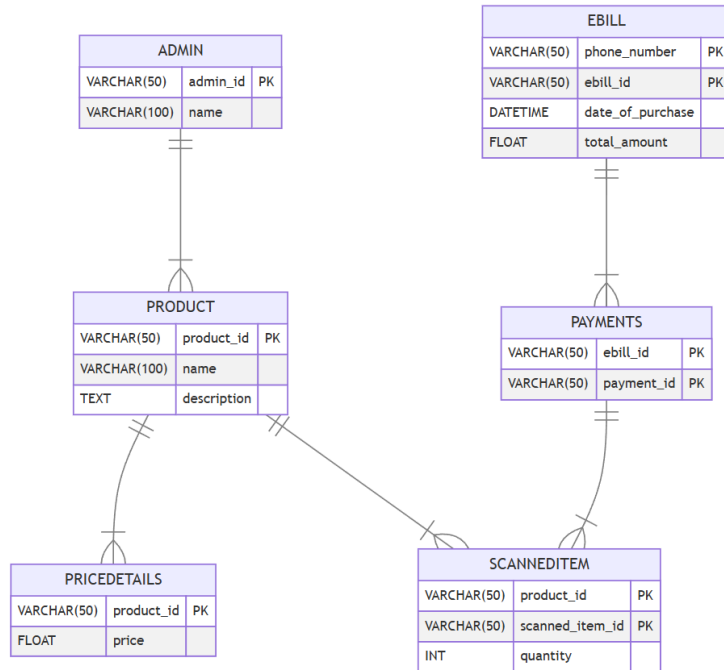 ADMIN
VARCHAR(50) admin_id PK
VARCHAR(100) name
EBILL
VARCHAR(50) phone_number PK
VARCHAR(50) ebill_id PK
DATETIME date_of_purchase
FLOAT total_amount
PRODUCT
VARCHAR(50) product_id PK
VARCHAR(100) name
TEXT description
PAYMENTS
VARCHAR(50) ebill_id PK
VARCHAR(50) payment_id PK
PRICEDETAILS
VARCHAR(50) product_id PK
FLOAT price
SCANNEDITEM
VARCHAR(50) product_id PK
VARCHAR(50) scanned_item_id PK
INT quantity